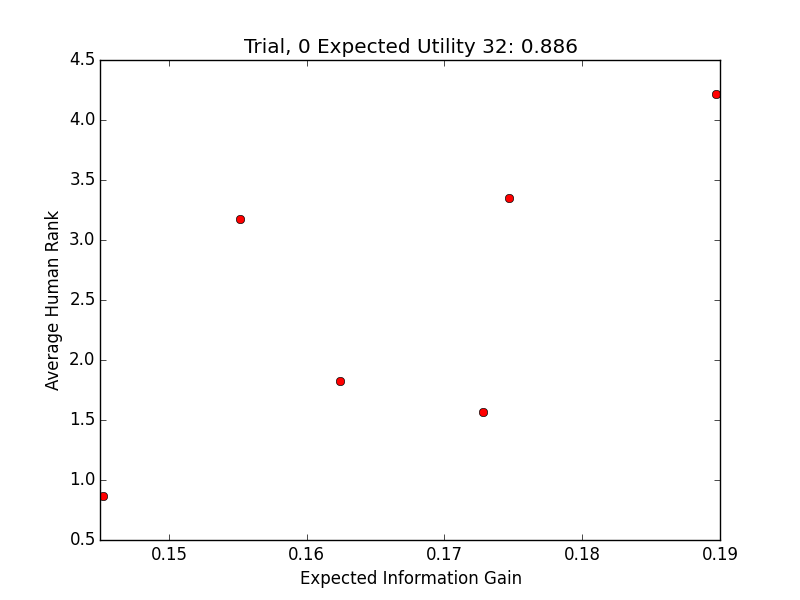 Trial, 0 Expected Utility 32: 0.886
4.5
4.0
3.5
3.0
2.5
2.0
1.5
1.0
0.5
Average Human Rank
0.15 0.16 0.17 0.18 0.19
Expected Information Gain